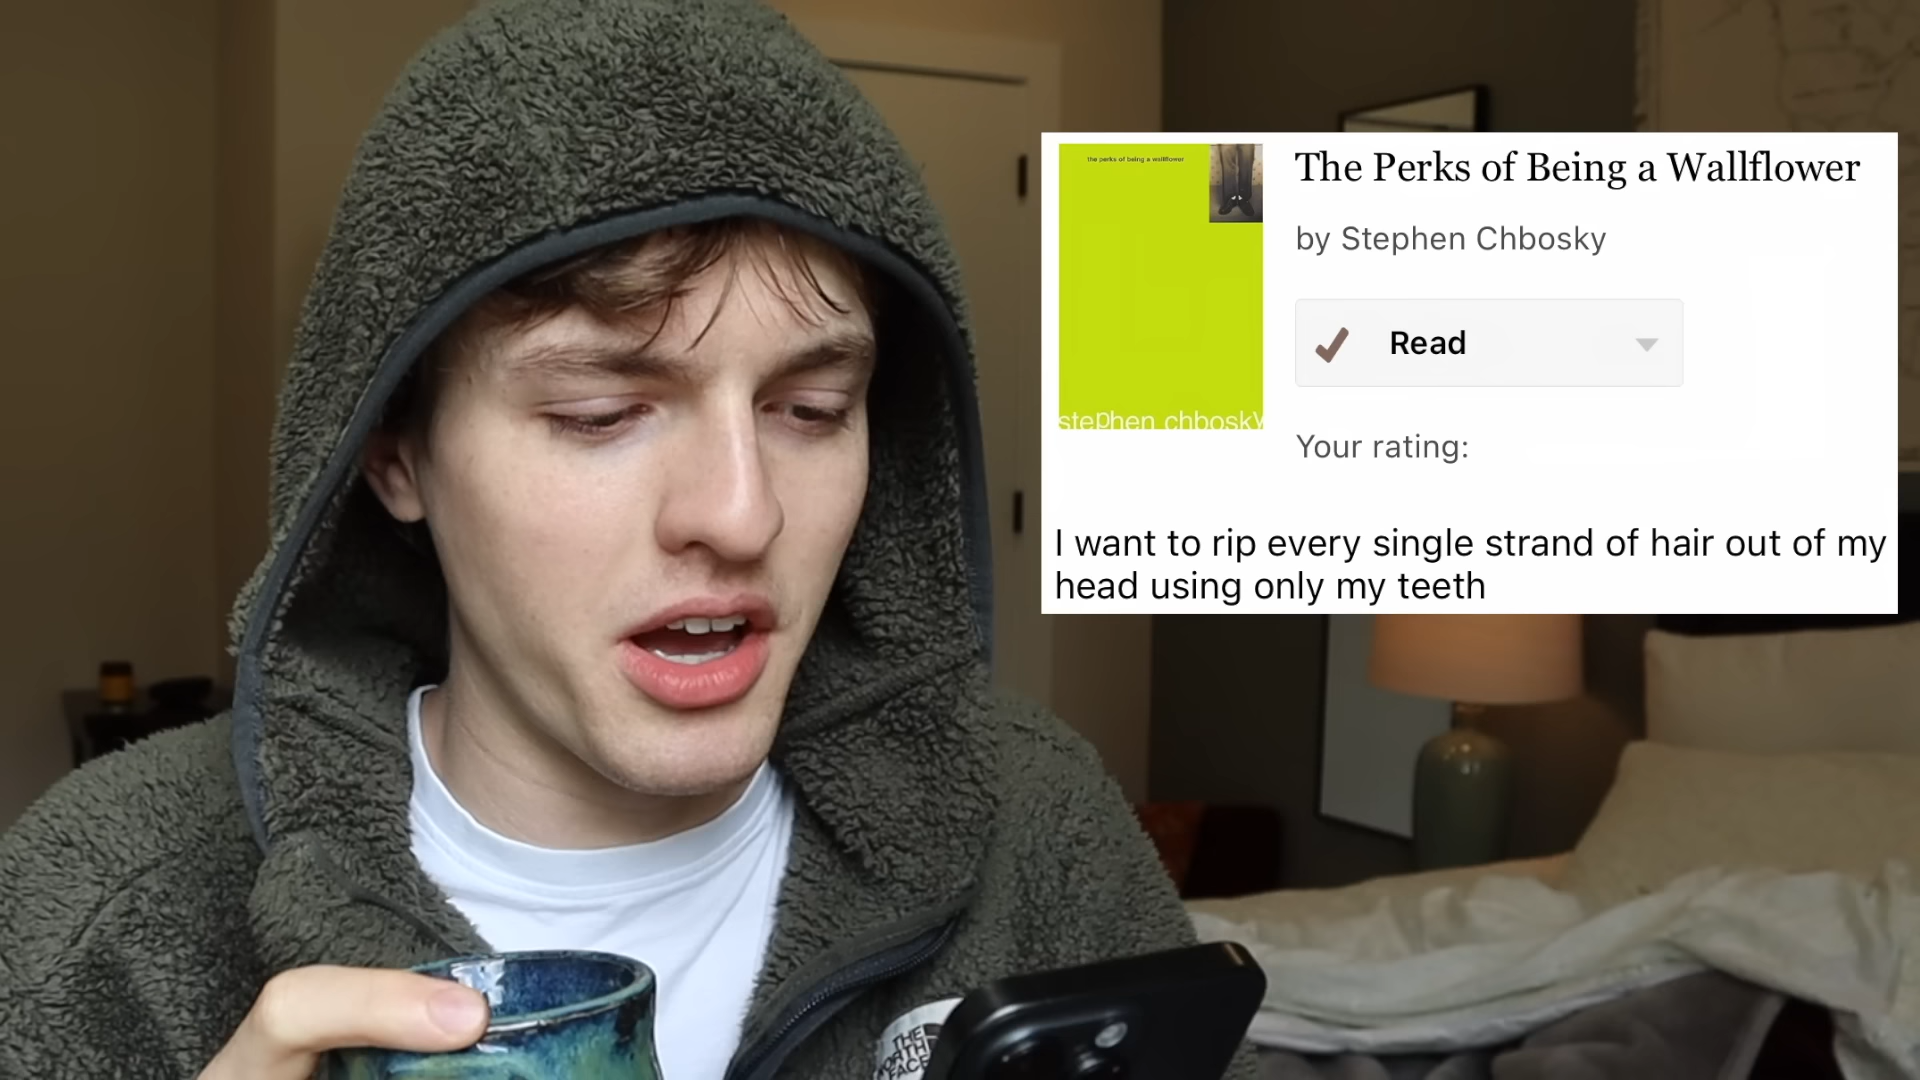 the perks of being a wallflower
stephen chbosky
The Perks of Being a Wallflower
by Stephen Chbosky
Read
Your rating:
I want to rip every single strand of hair out of my
head using only my teeth
THE
NORTH
FACE